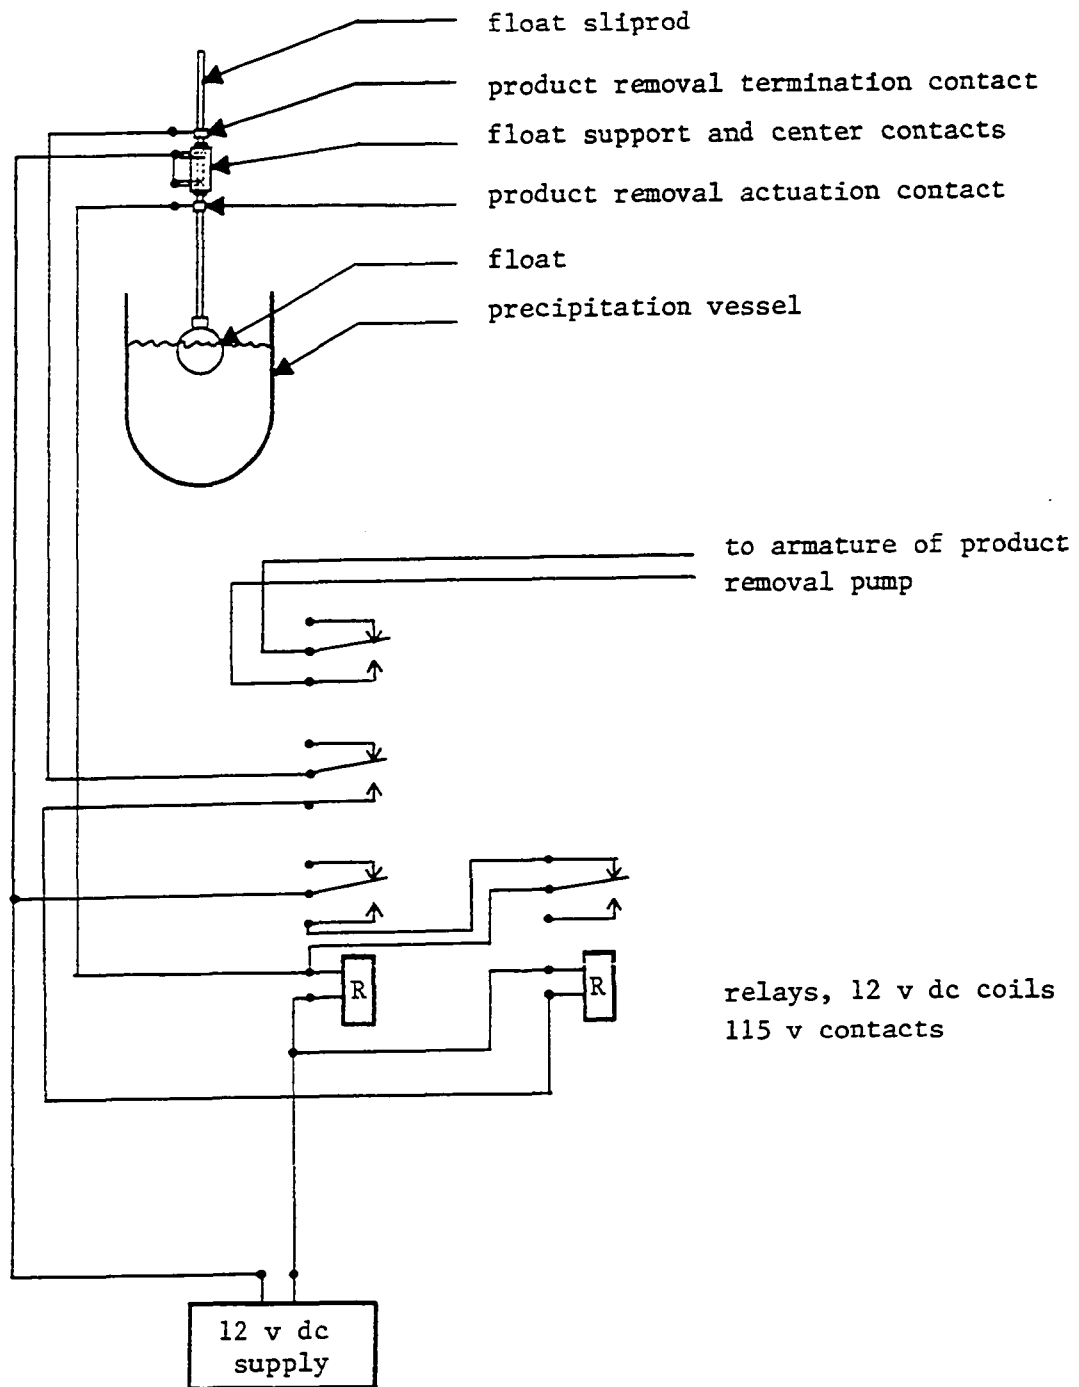 float sliprod
product removal termination contact
float support and center contacts
product removal actuation contact
float
precipitation vessel
to armature of product
removal pump
R
R
relays, 12 v dc coils
115 v contacts
12 v dc
supply